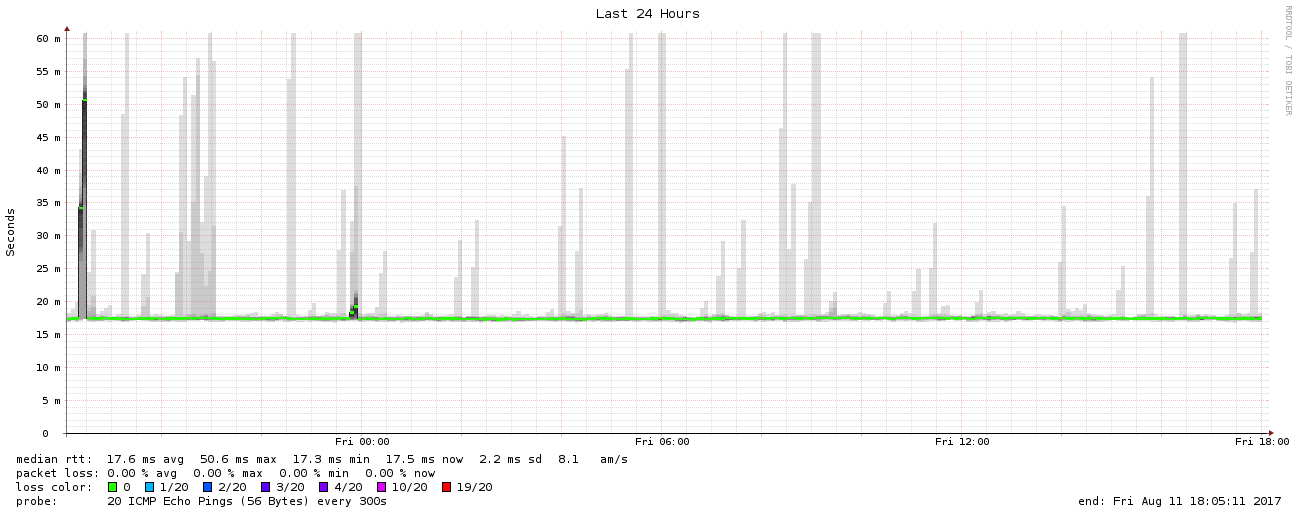 Last 24 Hours
RRDTOOL / TOBI OETIKER
60 m
55 m
50 m
45 m
40 m
35 m
30 m
25 m
20 m
15 m
10 m
5 m
0
Seconds
Fri 00:00 Fri 06:00 Fri 12:00 Fri 18:00
median rtt: 17.6 ms avg 50.6 ms max 17.3 ms min 17.5 ms now 2.2 ms sd 8.1 am/s
packet loss: 0.00 % avg 0.00 % max 0.00 % min 0.00 % now
loss color: 0 1/20 2/20 3/20 4/20 10/20 19/20
probe: 20 ICMP Echo Pings (56 Bytes) every 300s end: Fri Aug 11 18:05:11 2017